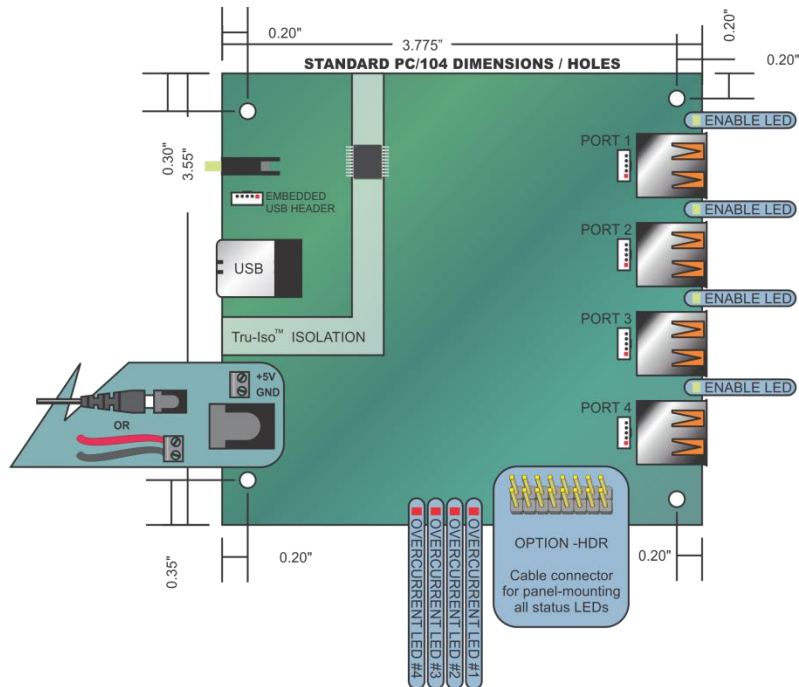 0.20"
3.775"
0.20"
0.20"
STANDARD PC/104 DIMENSIONS / HOLES
ENABLE LED
PORT 1
0.30"
3.55"
EMBEDDED
USB HEADER
ENABLE LED
PORT 2
USB
ENABLE LED
PORT 3
Tru-Iso™ ISOLATION
ENABLE LED
+5V
GND
OR
PORT 4
OPTION -HDR
Cable connector
for panel-mounting
all status LEDs
OVERCURRENT LED #4
OVERCURRENT LED #3
OVERCURRENT LED #2
OVERCURRENT LED #1
0.20"
0.20"
0.35"